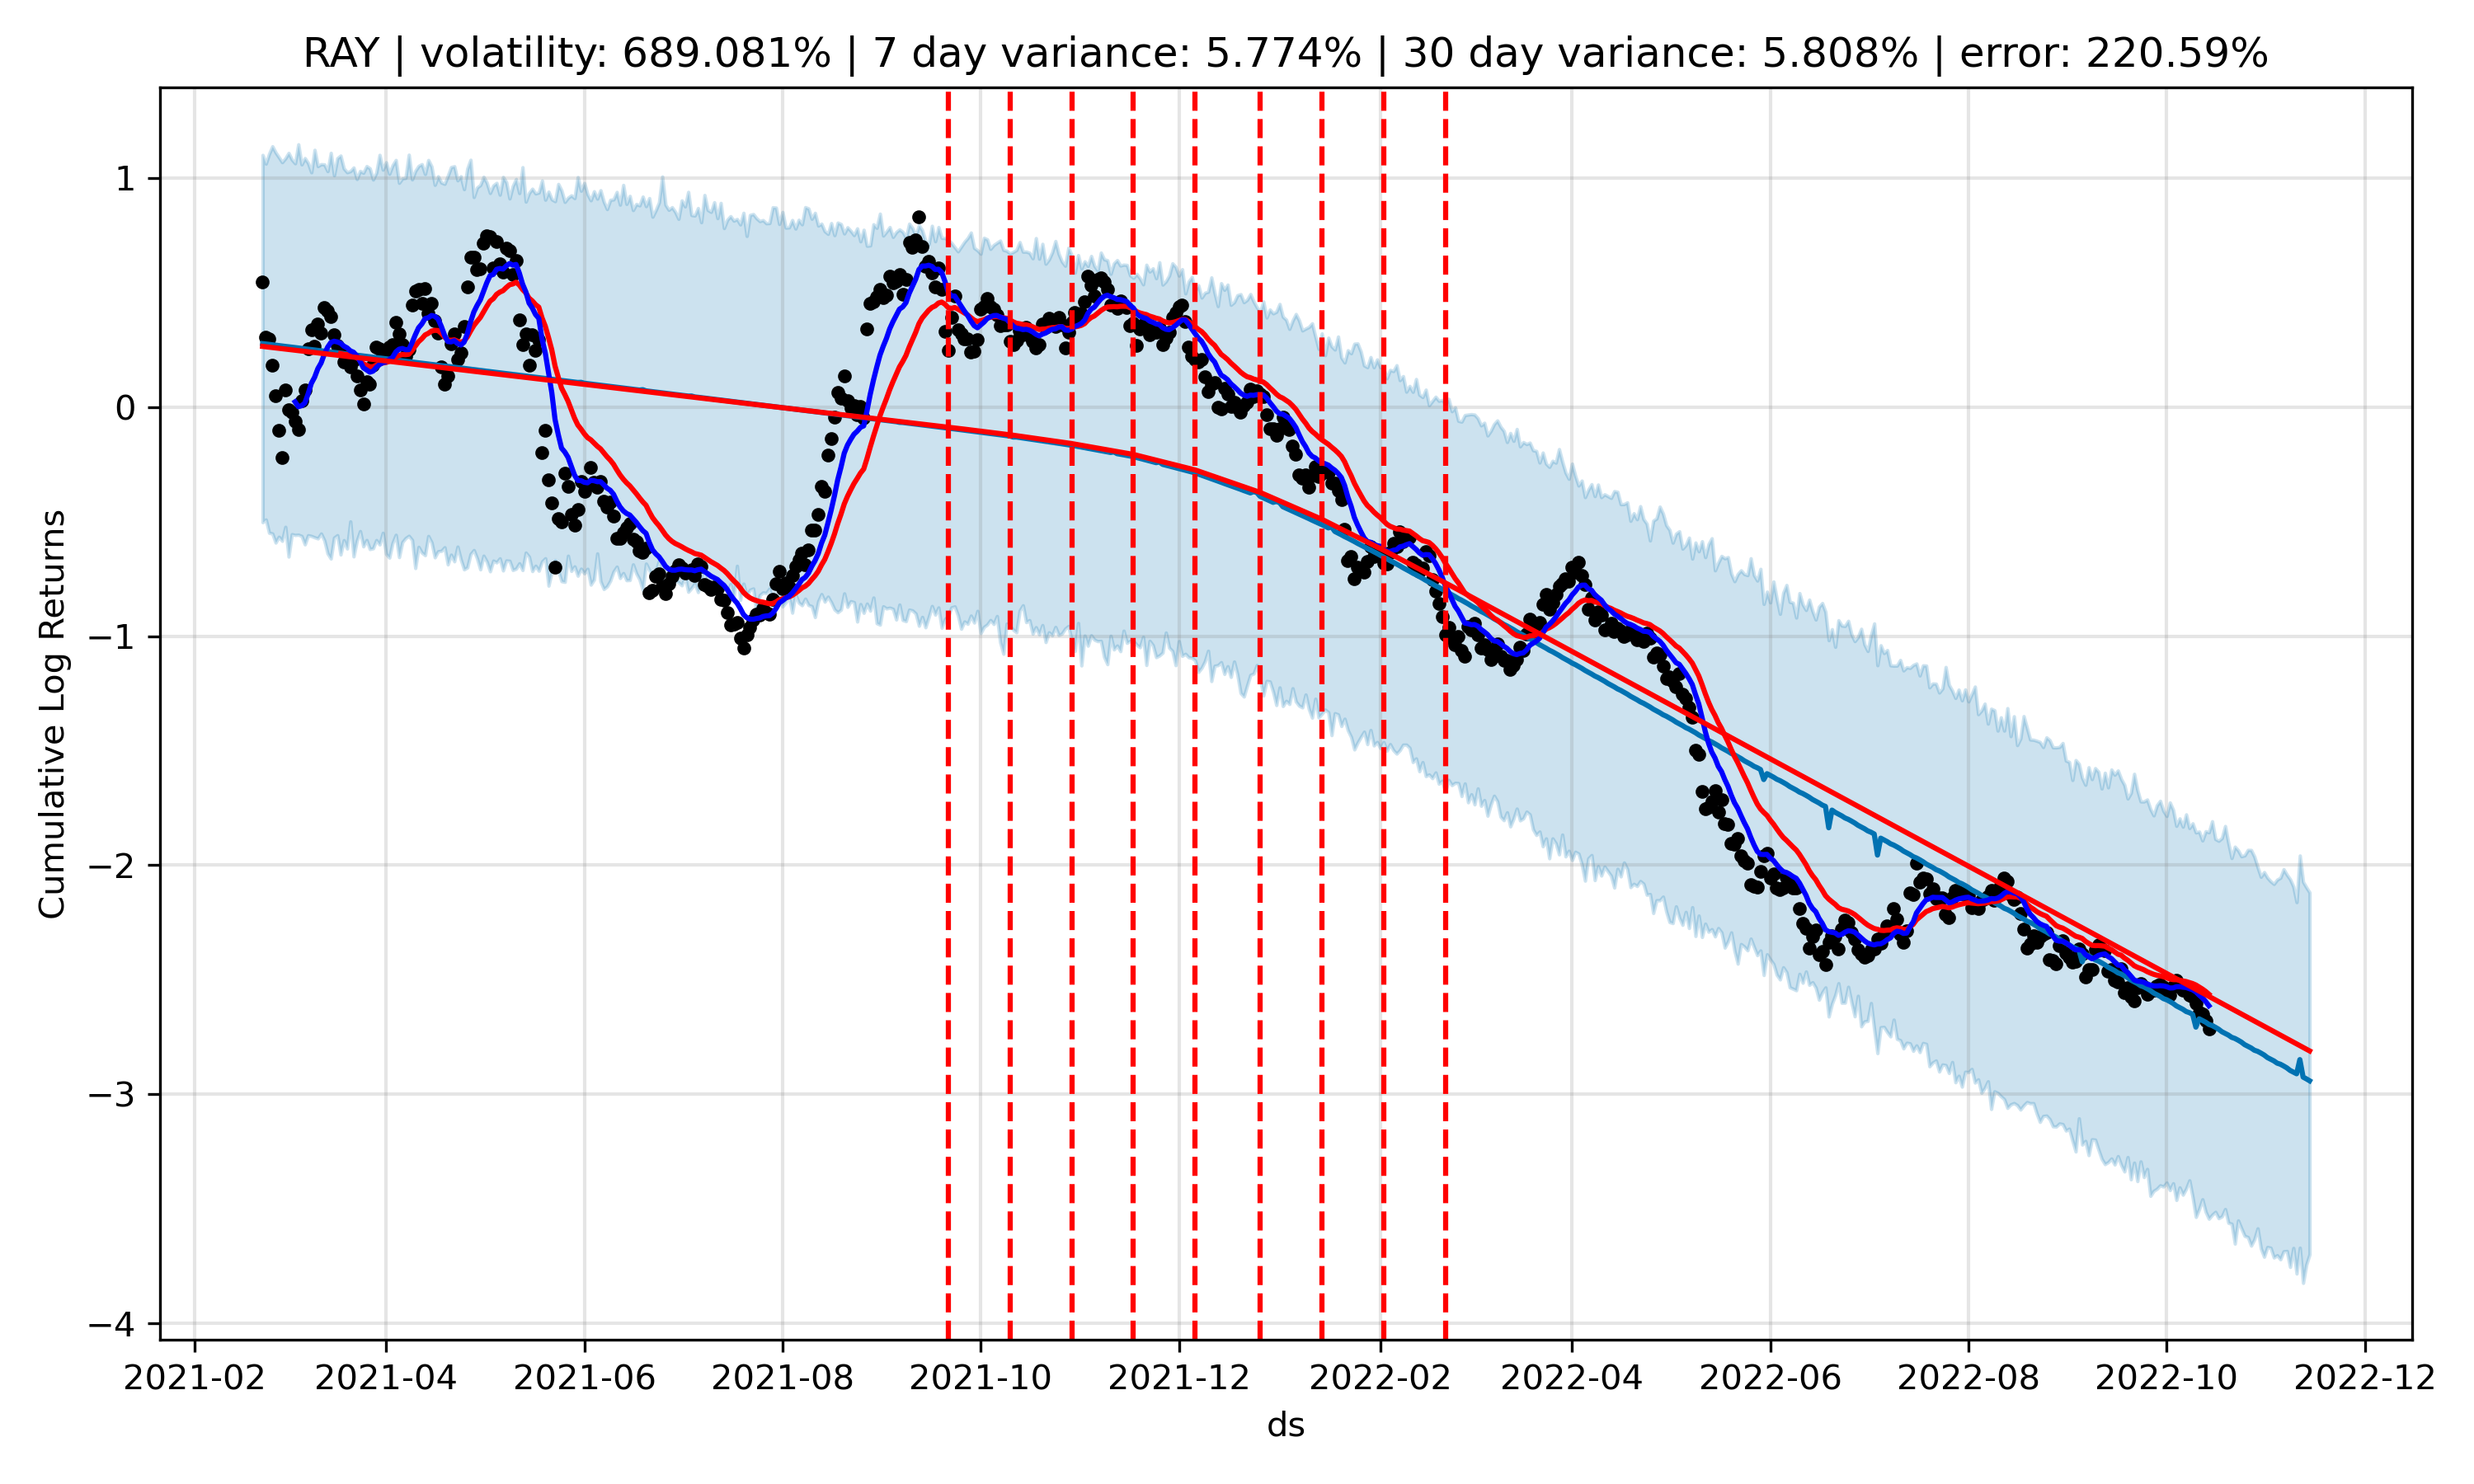 RAY | volatility: 689.081% | 7 day variance: 5.774% | 30 day variance: 5.808% | error: 220.59%
Cumulative Log Returns
1
0
−1
−2
−3
−4
2021-02 2021-04 2021-06 2021-08 2021-10 2021-12 2022-02 2022-04 2022-06 2022-08 2022-10 2022-12
ds